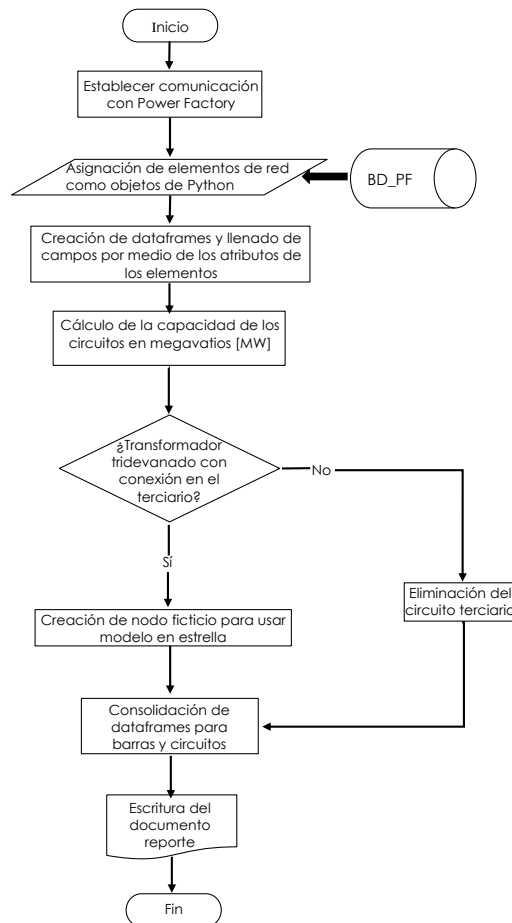 Inicio
Establecer comunicación
con Power Factory
Asignación de elementos de red
como objetos de Python
BD_PF
Creación de dataframes y llenado de
campos por medio de los atributos de
los elementos
Cálculo de la capacidad de los
circuitos en megavatios [MW]
¿Transformador
tridevanado con
conexión en el
terciario?
No
Sí
Eliminación del
circuito terciario
Creación de nodo ficticio para usar
modelo en estrella
Consolidación de
dataframes para
barras y circuitos
Escritura del
documento
reporte
Fin